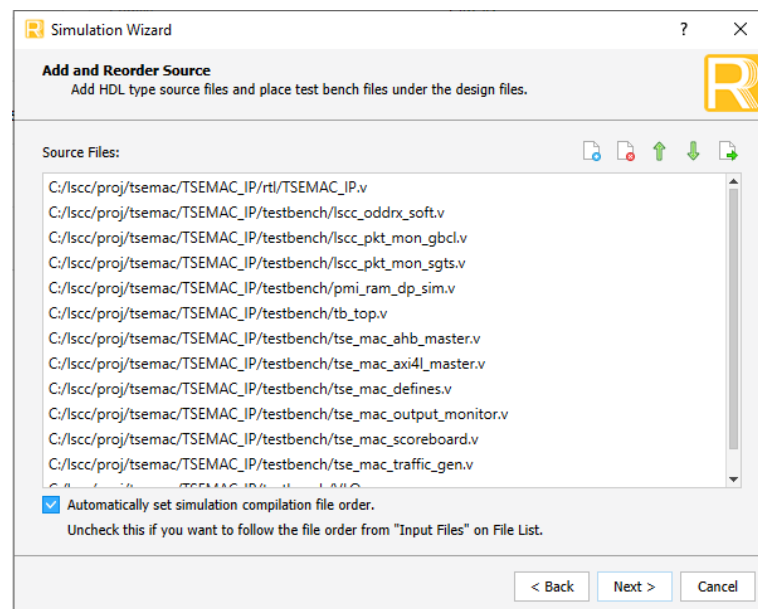 Simulation Wizard
Add and Reorder Source
Add HDL type source files and place test bench files under the design files.
Source Files:
C:/lscc/proj/tsemac/TSEMAC_IP/rtl/TSEMAC_IP.v
C:/lscc/proj/tsemac/TSEMAC_IP/testbench/lscc_oddrx_soft.v
C:/lscc/proj/tsemac/TSEMAC_IP/testbench/lscc_pkt_mon_gbcl.v
C:/lscc/proj/tsemac/TSEMAC_IP/testbench/lscc_pkt_mon_sgts.v
C:/lscc/proj/tsemac/TSEMAC_IP/testbench/pmi_ram_dp_sim.v
C:/lscc/proj/tsemac/TSEMAC_IP/testbench/tb_top.v
C:/lscc/proj/tsemac/TSEMAC_IP/testbench/tse_mac_ahb_master.v
C:/lscc/proj/tsemac/TSEMAC_IP/testbench/tse_mac_axi4l_master.v
C:/lscc/proj/tsemac/TSEMAC_IP/testbench/tse_mac_defines.v
C:/lscc/proj/tsemac/TSEMAC_IP/testbench/tse_mac_output_monitor.v
C:/lscc/proj/tsemac/TSEMAC_IP/testbench/tse_mac_scoreboard.v
C:/lscc/proj/tsemac/TSEMAC_IP/testbench/tse_mac_traffic_gen.v
Automatically set simulation compilation file order.
Uncheck this if you want to follow the file order from "Input Files" on File List.
< Back Next > Cancel